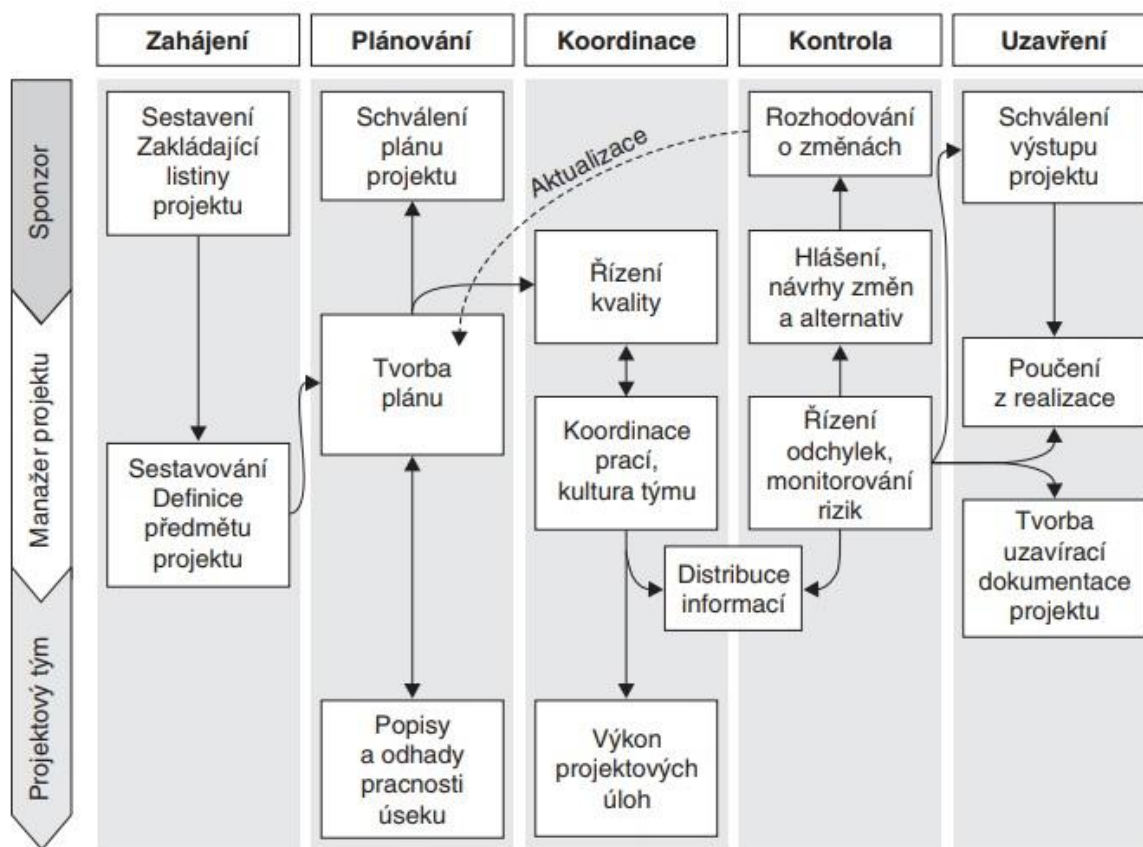 Zahájení
Plánování
Koordinace
Kontrola
Uzavření
Sponzor
Manažer projektu
Projektový tým
Sestavení
Zakládající
listiny
projektu
Sestavování
Definice
předmětu
projektu
Schválení
plánu
projektu
Tvorba
plánu
Popisy
a odhady
pracnosti
úseku
Aktualizace
Řízení
kvality
Koordinace
prací,
kultura týmu
Distribuce
informací
Výkon
projektových
úloh
Rozhodování
o změnách
Hlášení,
návrhy změn
a alternativ
Řízení
odchylek,
monitorování
rizik
Schválení
výstupu
projektu
Poučení
z realizace
Tvorba
uzavírací
dokumentace
projektu